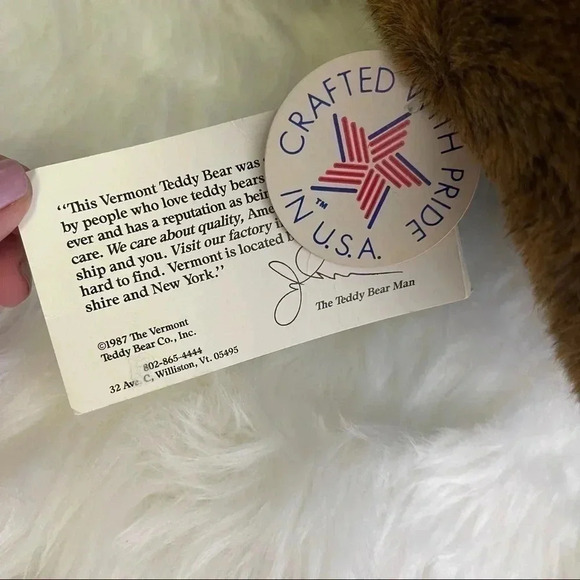 "This Vermont Teddy Bear was
by people who love teddy bears
ever and has a reputation as
care. We care about quality,
ship and you. Visit our factory
hard to find. Vermont is located
shire and New York."
The Teddy Bear Man
©1987 The Vermont
Teddy Bear Co., Inc.
802-865-4444
32 Ave. C, Williston, Vt. 05495
CRAFTED WITH PRIDE
IN U.S.A.
™